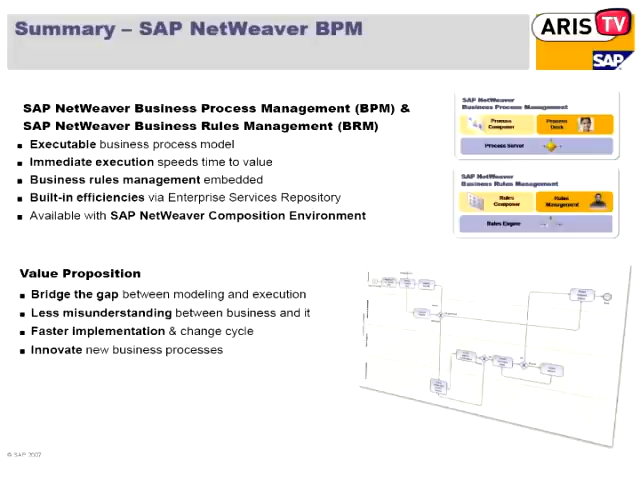 Summary – SAP NetWeaver BPM
ARIS TV
SAP
SAP NetWeaver Business Process Management (BPM) &
SAP NetWeaver Business Rules Management (BRM)
■ Executable business process model
■ Immediate execution speeds time to value
■ Business rules management embedded
■ Built-in efficiencies via Enterprise Services Repository
■ Available with SAP NetWeaver Composition Environment
SAP NetWeaver
Business Process Management
Process
Composer
Process
Desk
Process Server
SAP NetWeaver
Business Rules Management
Rules
Composer
Rules
Management
Rules Engine
Value Proposition
■ Bridge the gap between modeling and execution
■ Less misunderstanding between business and it
■ Faster implementation & change cycle
■ Innovate new business processes
© SAP 2007